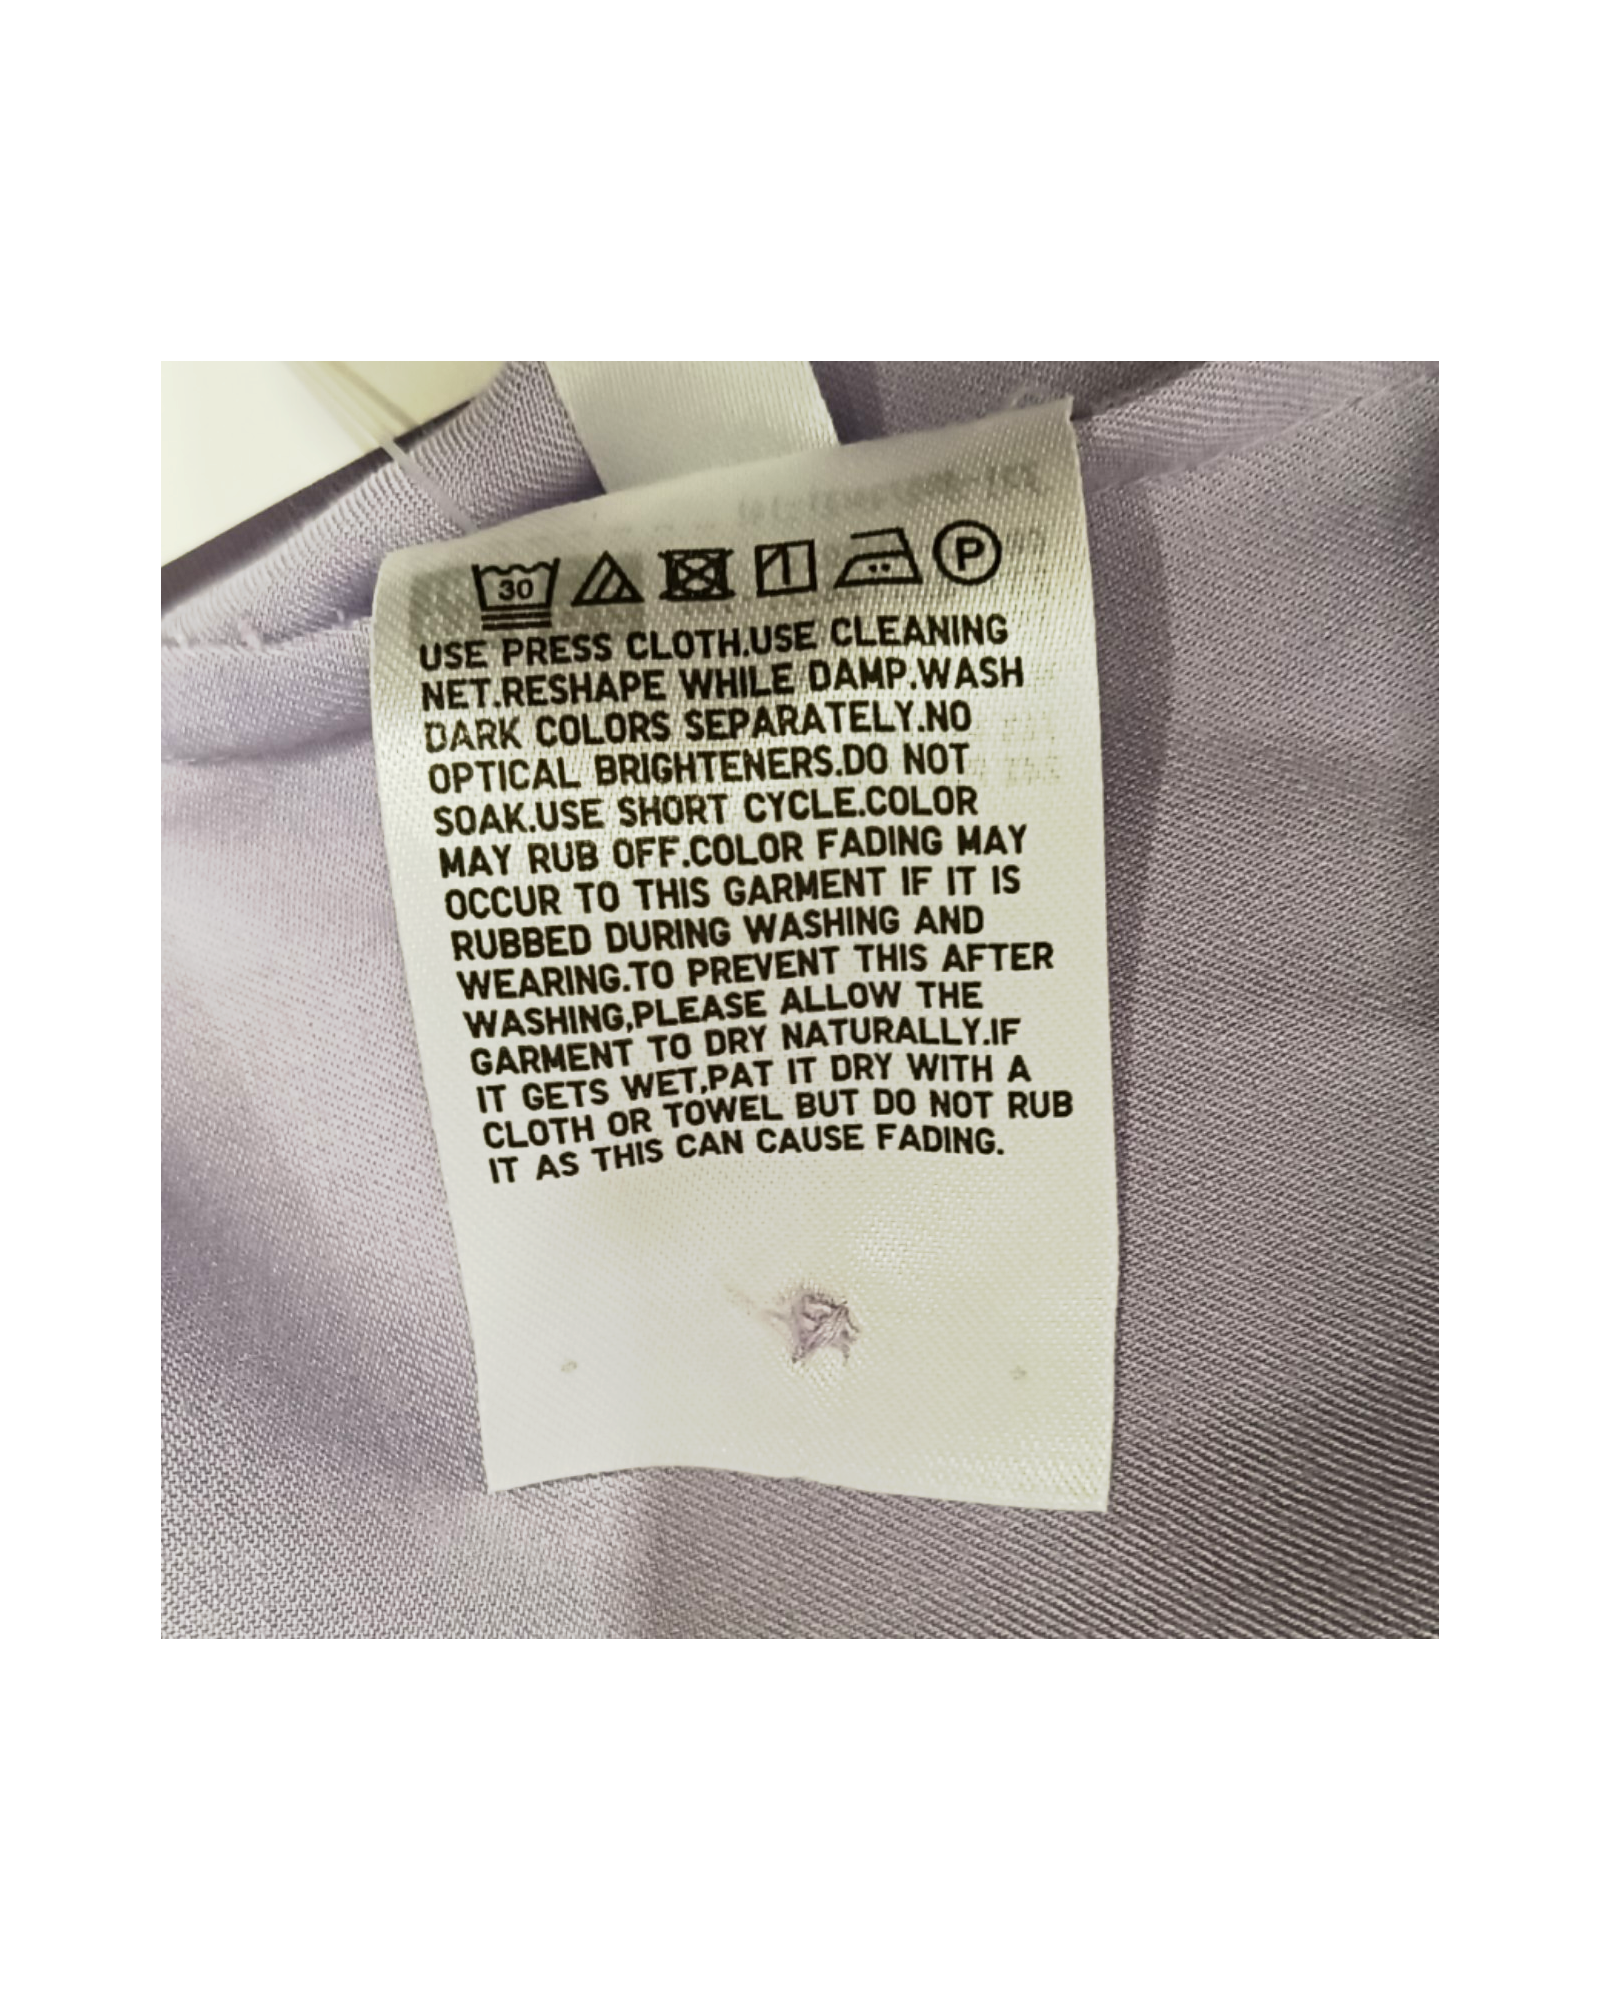 30 P
USE PRESS CLOTH.USE CLEANING
NET.RESHAPE WHILE DAMP.WASH
DARK COLORS SEPARATELY.NO
OPTICAL BRIGHTENERS.DO NOT
SOAK.USE SHORT CYCLE.COLOR
MAY RUB OFF.COLOR FADING MAY
OCCUR TO THIS GARMENT IF IT IS
RUBBED DURING WASHING AND
WEARING.TO PREVENT THIS AFTER
WASHING,PLEASE ALLOW THE
GARMENT TO DRY NATURALLY.IF
IT GETS WET,PAT IT DRY WITH A
CLOTH OR TOWEL BUT DO NOT RUB
IT AS THIS CAN CAUSE FADING.